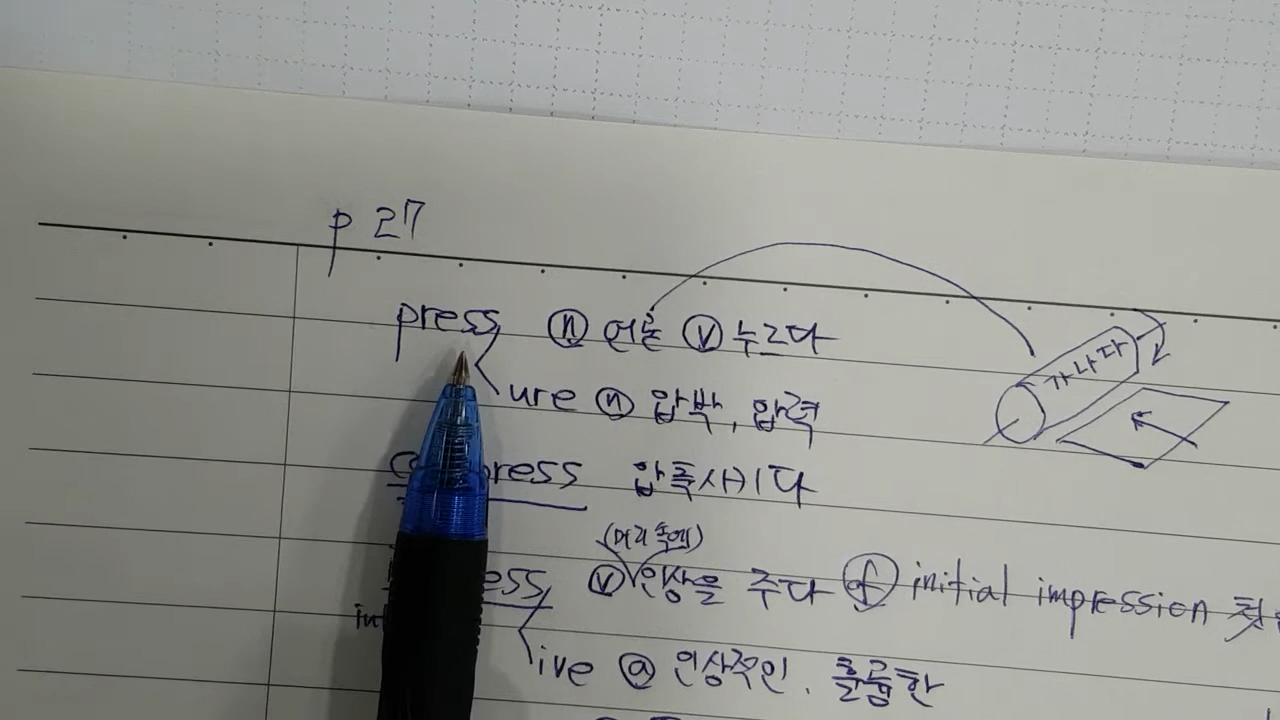 p 27
press ⓝ 언론 ⓥ 누르다
가나다
ure ⓝ 압박, 압력
press 압축시키다
(머리 속에)
ess ⓥ 인상을 주다 ⓕ initial impression 첫
in
ive ⓐ 인상적인, 훌륭한